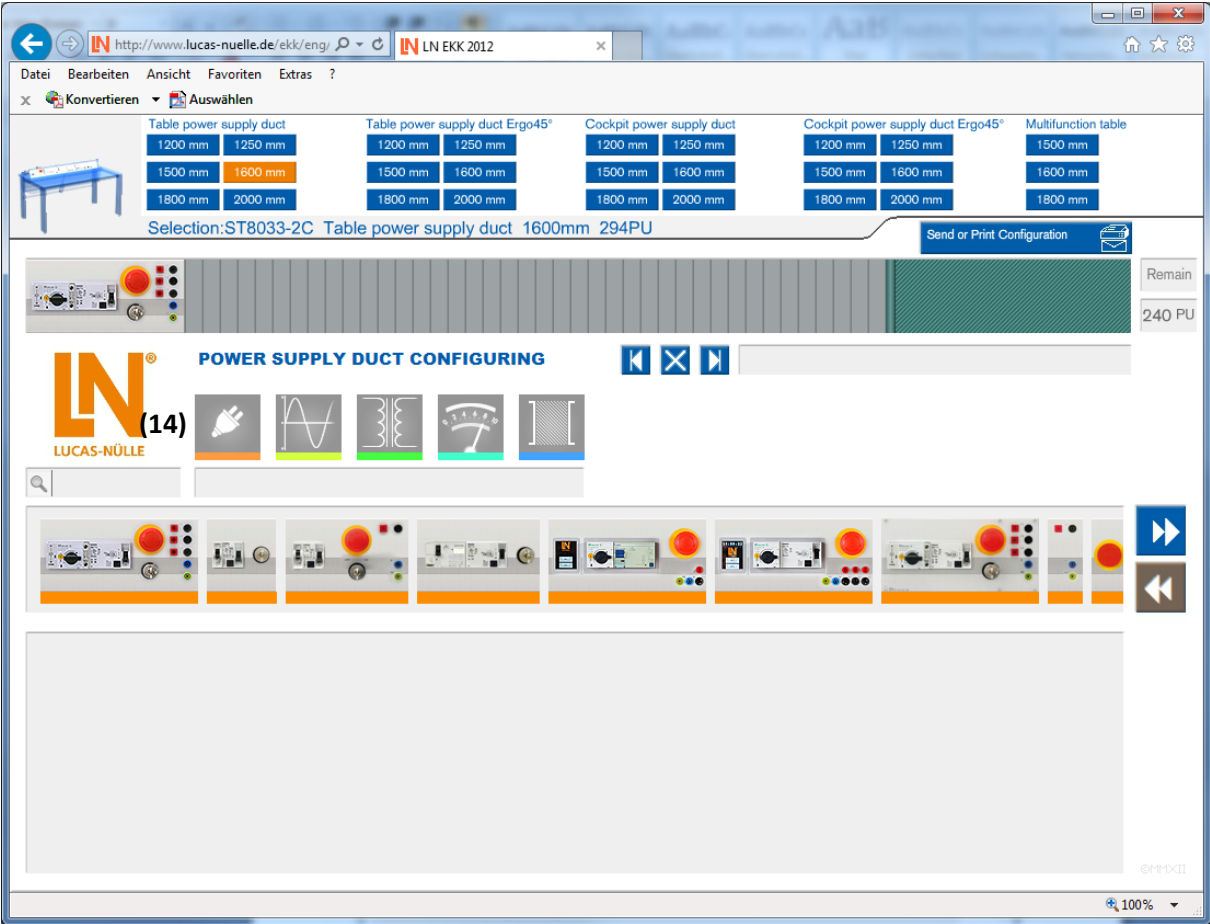 http://www.lucas-nuelle.de/ekk/eng/
LN EKK 2012
Datei Bearbeiten Ansicht Favoriten Extras ?
x Konvertieren Auswählen
Table power supply duct Table power supply duct Ergo45° Cockpit power supply duct Cockpit power supply duct Ergo45° Multifunction table
1200 mm 1250 mm 1200 mm 1250 mm 1200 mm 1250 mm 1200 mm 1250 mm 1500 mm
1500 mm 1600 mm 1500 mm 1600 mm 1500 mm 1600 mm 1500 mm 1600 mm 1600 mm
1800 mm 2000 mm 1800 mm 2000 mm 1800 mm 2000 mm 1800 mm 2000 mm 1800 mm
Selection:ST8033-2C Table power supply duct 1600mm 294PU
Send or Print Configuration
Remain
240 PU
LN®
POWER SUPPLY DUCT CONFIGURING
(14)
LUCAS-NÜLLE
©MMXII
100%